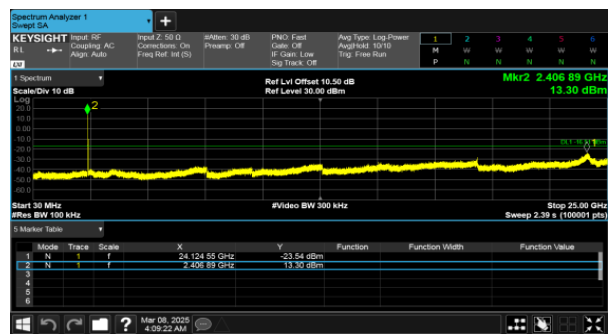 Spectrum Analyzer 1
Swept SA
KEYSIGHT Input: RF Input Z: 50 Ω #Atten: 30 dB PNO: Fast Avg Type: Log-Power 1 2 3 4 5 6
RL Coupling: AC Corrections: On Preamp: Off Gate: Off Avg|Hold: 10/10 M W W W W W
Align: Auto Freq Ref: Int (S) IF Gain: Low Trig: Free Run P N N N N N
Sig Track: Off
LXI
1 Spectrum Ref Lvl Offset 10.50 dB Mkr2 2.406 89 GHz
Scale/Div 10 dB Ref Level 30.00 dBm 13.30 dBm
Log
20.0
10.0
0.00
-10.0
-20.0
-30.0
-40.0
-50.0
-60.0
2
1
Start 30 MHz #Video BW 300 kHz Stop 25.00 GHz
#Res BW 100 kHz Sweep 2.39 s (100001 pts)
5 Marker Table
Mode Trace Scale X Y Function Function Width Function Value
1 N 1 f 24.124 55 GHz -23.54 dBm
2 N 1 f 2.406 89 GHz 13.30 dBm
3
4
5
6
? Mar 08, 2025
4:09:22 AM